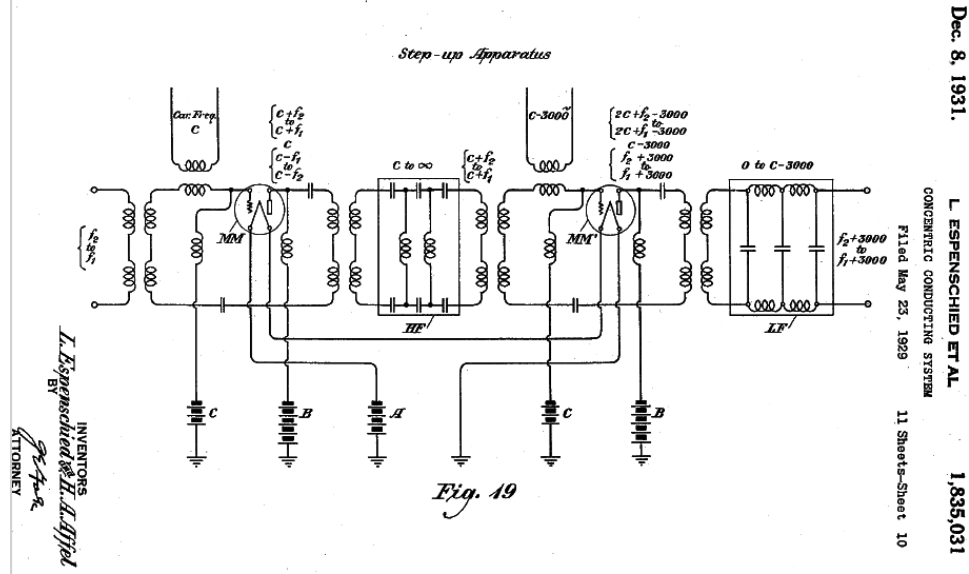 Dec. 8, 1931.
L. ESPENSCHIED ET AL
1,835,031
CONCENTRIC CONDUCTING SYSTEM
Filed May 23, 1929
11 Sheets-Sheet 10
Step-up Apparatus
Car. Freq.
C
C+f2
to
C+f1
C
C-f1
to
C-f2
C to ∞
C+f2
to
C+f1
C-3000~
2C+f2-3000
to
2C+f1-3000
C-3000
f2+3000
to
f1+3000
0 to C-3000
f2
to
f1
MM
HF
MM'
LF
f2+3000
to
f1+3000
C
B
A
C
B
Fig. 19
INVENTORS
L. Espenschied & H. A. Affel
BY
ATTORNEY